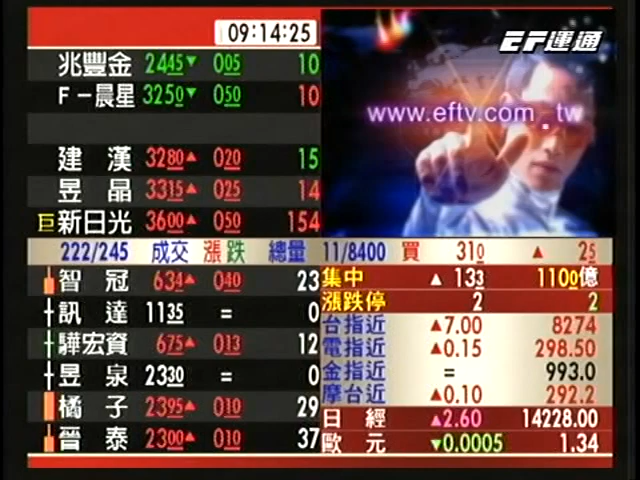 09:14:25
EF運通
兆豐金 2445▼ 005 10
F－晨星 3250▼ 050 10
www.eftv.com.tw
建漢 3280▲ 020 15
昱晶 3315▲ 025 14
巨新日光 3600▲ 050 154
222/245 成交 漲跌 總量 11/8400 買 310 ▲ 25
智冠 634▲ 040 23
集中 ▲ 133 1100億
訊達 1135 = 0
漲跌停 2 2
台指近 ▲7.00 8274
驊宏資 675▲ 013 12
電指近 ▲0.15 298.50
昱泉 2330 = 0
金指近 = 993.0
橘子 2395▲ 010 29
摩台近 ▲0.10 292.2
日經 ▲2.60 14228.00
晉泰 2300▲ 010 37
歐元 ▼0.0005 1.34